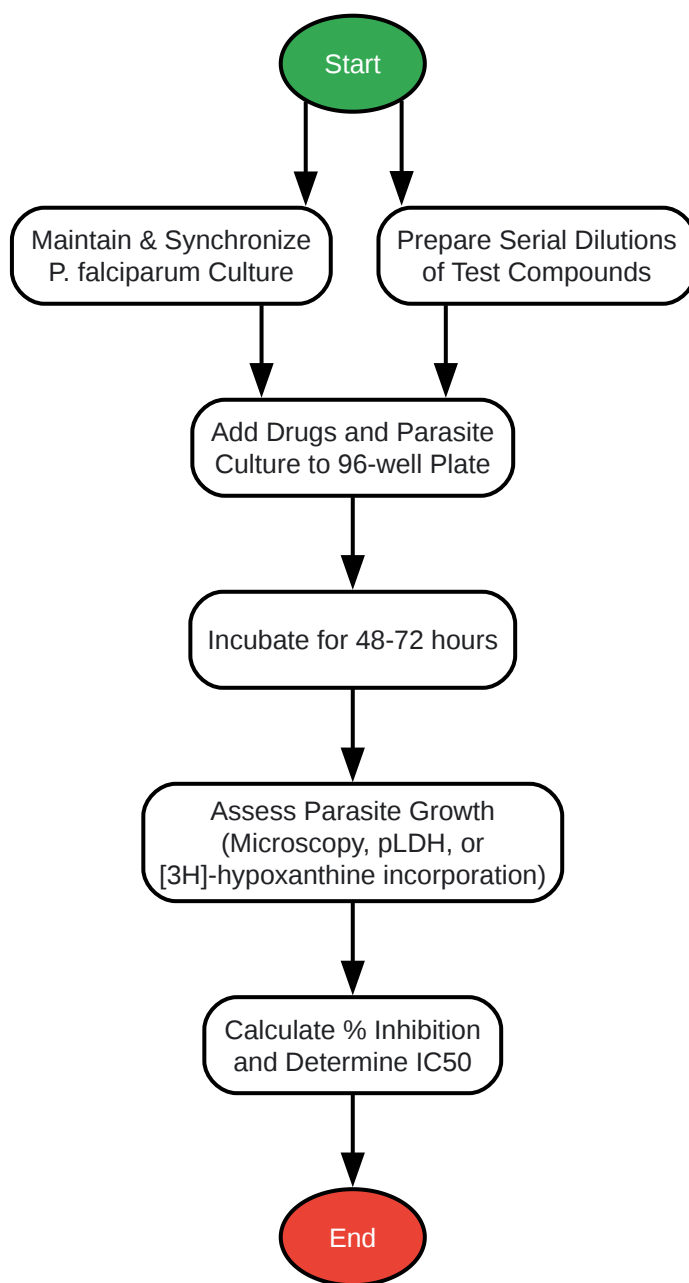 Start
Maintain & Synchronize
P. falciparum Culture
Prepare Serial Dilutions
of Test Compounds
Add Drugs and Parasite
Culture to 96-well Plate
Incubate for 48-72 hours
Assess Parasite Growth
(Microscopy, pLDH, or
[3H]-hypoxanthine incorporation)
Calculate % Inhibition
and Determine IC50
End